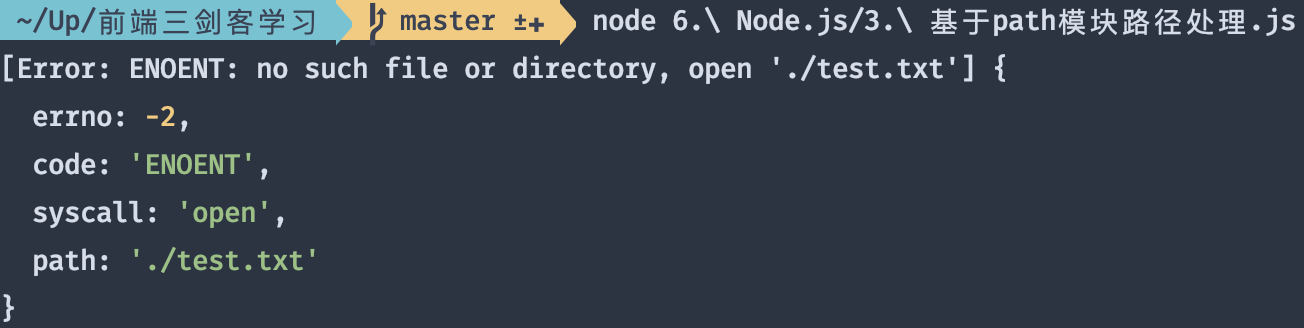 ~/Up/前端三剑客学习 master ±+ node 6.\ Node.js/3.\ 基于path模块路径处理.js
[Error: ENOENT: no such file or directory, open './test.txt'] {
  errno: -2,
  code: 'ENOENT',
  syscall: 'open',
  path: './test.txt'
}